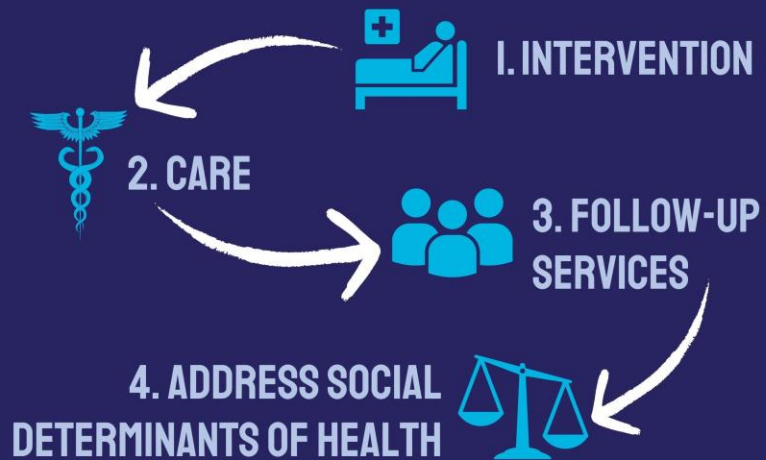 1. INTERVENTION
2. CARE
3. FOLLOW-UP
SERVICES
4. ADDRESS SOCIAL
DETERMINANTS OF HEALTH